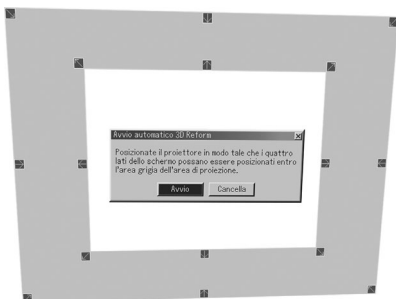 Avvio automatico 3D Reform
Posizionate il proiettore in modo tale che i quattro
lati dello schermo possano essere posizionati entro
l'area grigia dell'area di proiezione.
Avvio
Cancella